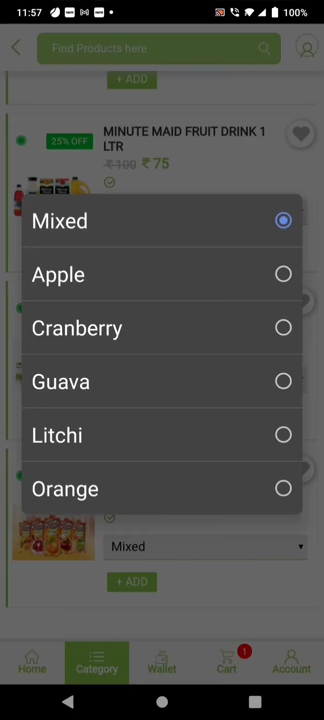 11:57
100%
Find Products here
+ ADD
25% OFF
MINUTE MAID FRUIT DRINK 1
LTR
₹100 ₹75
Mixed
Apple
Cranberry
Guava
Litchi
Orange
Mixed
+ ADD
1
Home Category Wallet Cart Account